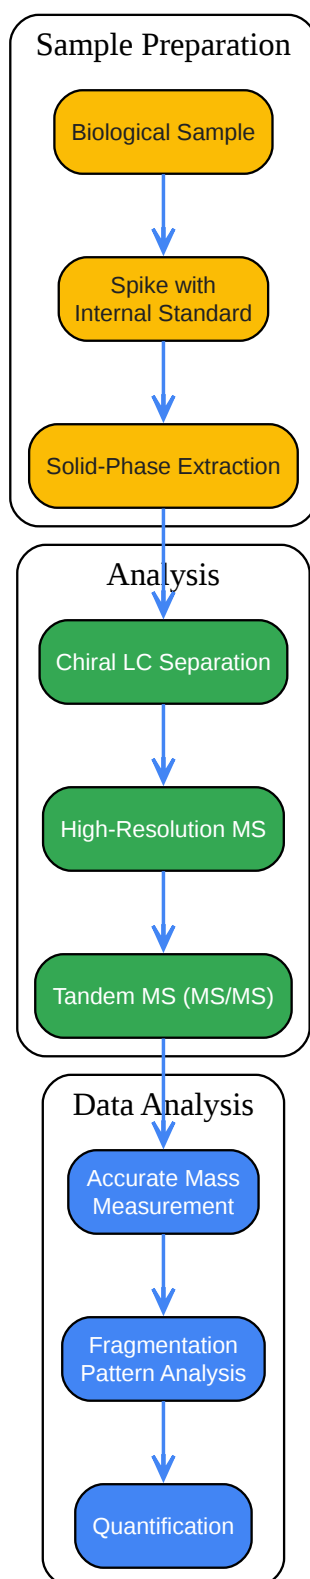 Sample Preparation
Biological Sample
Spike with
Internal Standard
Solid-Phase Extraction
Analysis
Chiral LC Separation
High-Resolution MS
Tandem MS (MS/MS)
Data Analysis
Accurate Mass
Measurement
Fragmentation
Pattern Analysis
Quantification